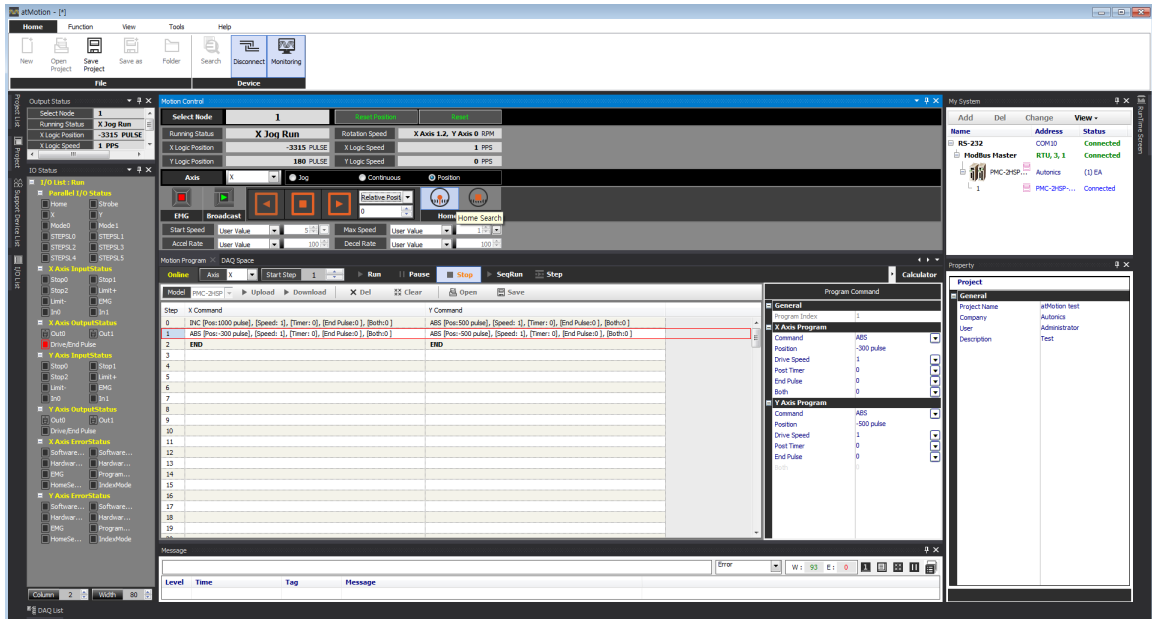 atMotion - [*]
Home Function View Tools Help
New Open Project Save Project Save as Folder Search Disconnect Monitoring
File Device
Project List
Project
Support Device List
I/O List
Output Status
Select Node 1
Running Status X Jog Run
X Logic Position -3315 PULSE
X Logic Speed 1 PPS
IO Status
I/O List : Run
Parallel I/O Status
Home Strobe
X Y
Mode0 Mode1
STEPSL0 STEPSL1
STEPSL2 STEPSL3
STEPSL4 STEPSL5
X Axis InputStatus
Stop0 Stop1
Stop2 Limit+
Limit- EMG
In0 In1
X Axis OutputStatus
Out0 Out1
Drive/End Pulse
Y Axis InputStatus
Stop0 Stop1
Stop2 Limit+
Limit- EMG
In0 In1
Y Axis OutputStatus
Out0 Out1
Drive/End Pulse
X Axis ErrorStatus
Software... Software...
Hardwar... Hardwar...
EMG Program...
HomeSe... IndexMode
Y Axis ErrorStatus
Software... Software...
Hardwar... Hardwar...
EMG Program...
HomeSe... IndexMode
Column 2 Width 80
DAQ List
Motion Control
Select Node 1 Reset Position Reset
Running Status X Jog Run Rotation Speed X Axis 1.2, Y Axis 0 RPM
X Logic Position -3315 PULSE X Logic Speed 1 PPS
Y Logic Position 180 PULSE Y Logic Speed 0 PPS
Axis X Jog Continuous Position
Relative Posit
0
EMG Broadcast Home
Home Search
Start Speed User Value 5 Max Speed User Value 1
Accel Rate User Value 100 Decel Rate User Value 100
Motion Program DAQ Space
Online Axis X Start Step 1 Run Pause Stop SeqRun Step Calculator
Model PMC-2HSP Upload Download X Del Clear Open Save
Step X Command Y Command
0 INC [Pos:1000 pulse], [Speed: 1], [Timer: 0], [End Pulse:0 ], [Both:0 ] ABS [Pos:500 pulse], [Speed: 1], [Timer: 0], [End Pulse:0 ], [Both:0 ]
1 ABS [Pos:-300 pulse], [Speed: 1], [Timer: 0], [End Pulse:0 ], [Both:0 ] ABS [Pos:-500 pulse], [Speed: 1], [Timer: 0], [End Pulse:0 ], [Both:0 ]
2 END END
3
4
5
6
7
8
9
10
11
12
13
14
15
16
17
18
19
Program Command
General
Program Index 1
X Axis Program
Command ABS
Position -300 pulse
Drive Speed 1
Post Timer 0
End Pulse 0
Both 0
Y Axis Program
Command ABS
Position -500 pulse
Drive Speed 1
Post Timer 0
End Pulse 0
Both 0
Message
Error W : 93 E : 0
Level Time Tag Message
My System
Add Del Change View
Name Address Status
RS-232 COM10 Connected
ModBus Master RTU, 3, 1 Connected
PMC-2HSP... Autonics (1) EA
1 PMC-2HSP-... Connected
RunTime Screen
Property
Project
General
Project Name atMotion test
Company Autonics
User Administrator
Description Test